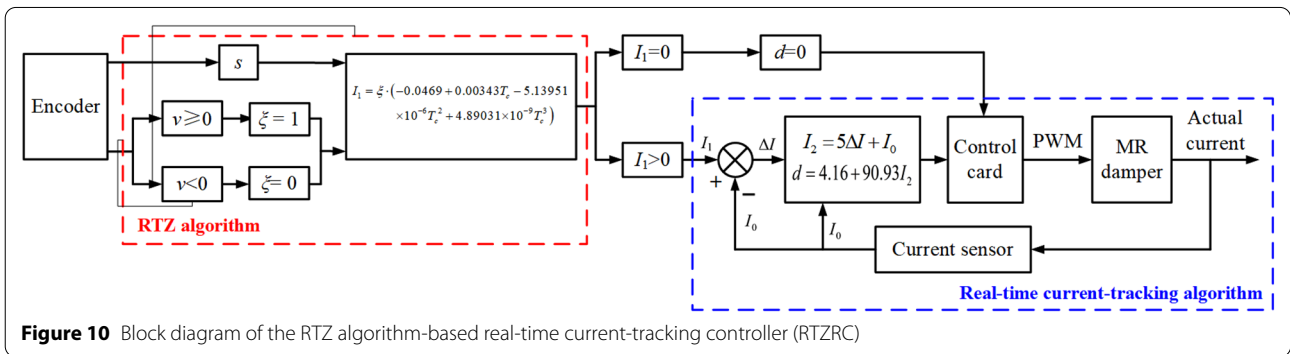 Encoder
s
v≥0
ξ = 1
v<0
ξ= 0
RTZ algorithm
I₁ = ξ·(−0.0469 + 0.00343Tₑ − 5.13951
×10⁻⁶Tₑ² + 4.89031×10⁻⁹Tₑ³)
I₁=0
d=0
I₁>0
I₁
+
−
ΔI
I₂ = 5ΔI + I₀
d = 4.16+90.93I₂
Control
card
PWM
MR
damper
Actual
current
I₀
I₀
Current sensor
Real-time current-tracking algorithm
Figure 10 Block diagram of the RTZ algorithm-based real-time current-tracking controller (RTZRC)